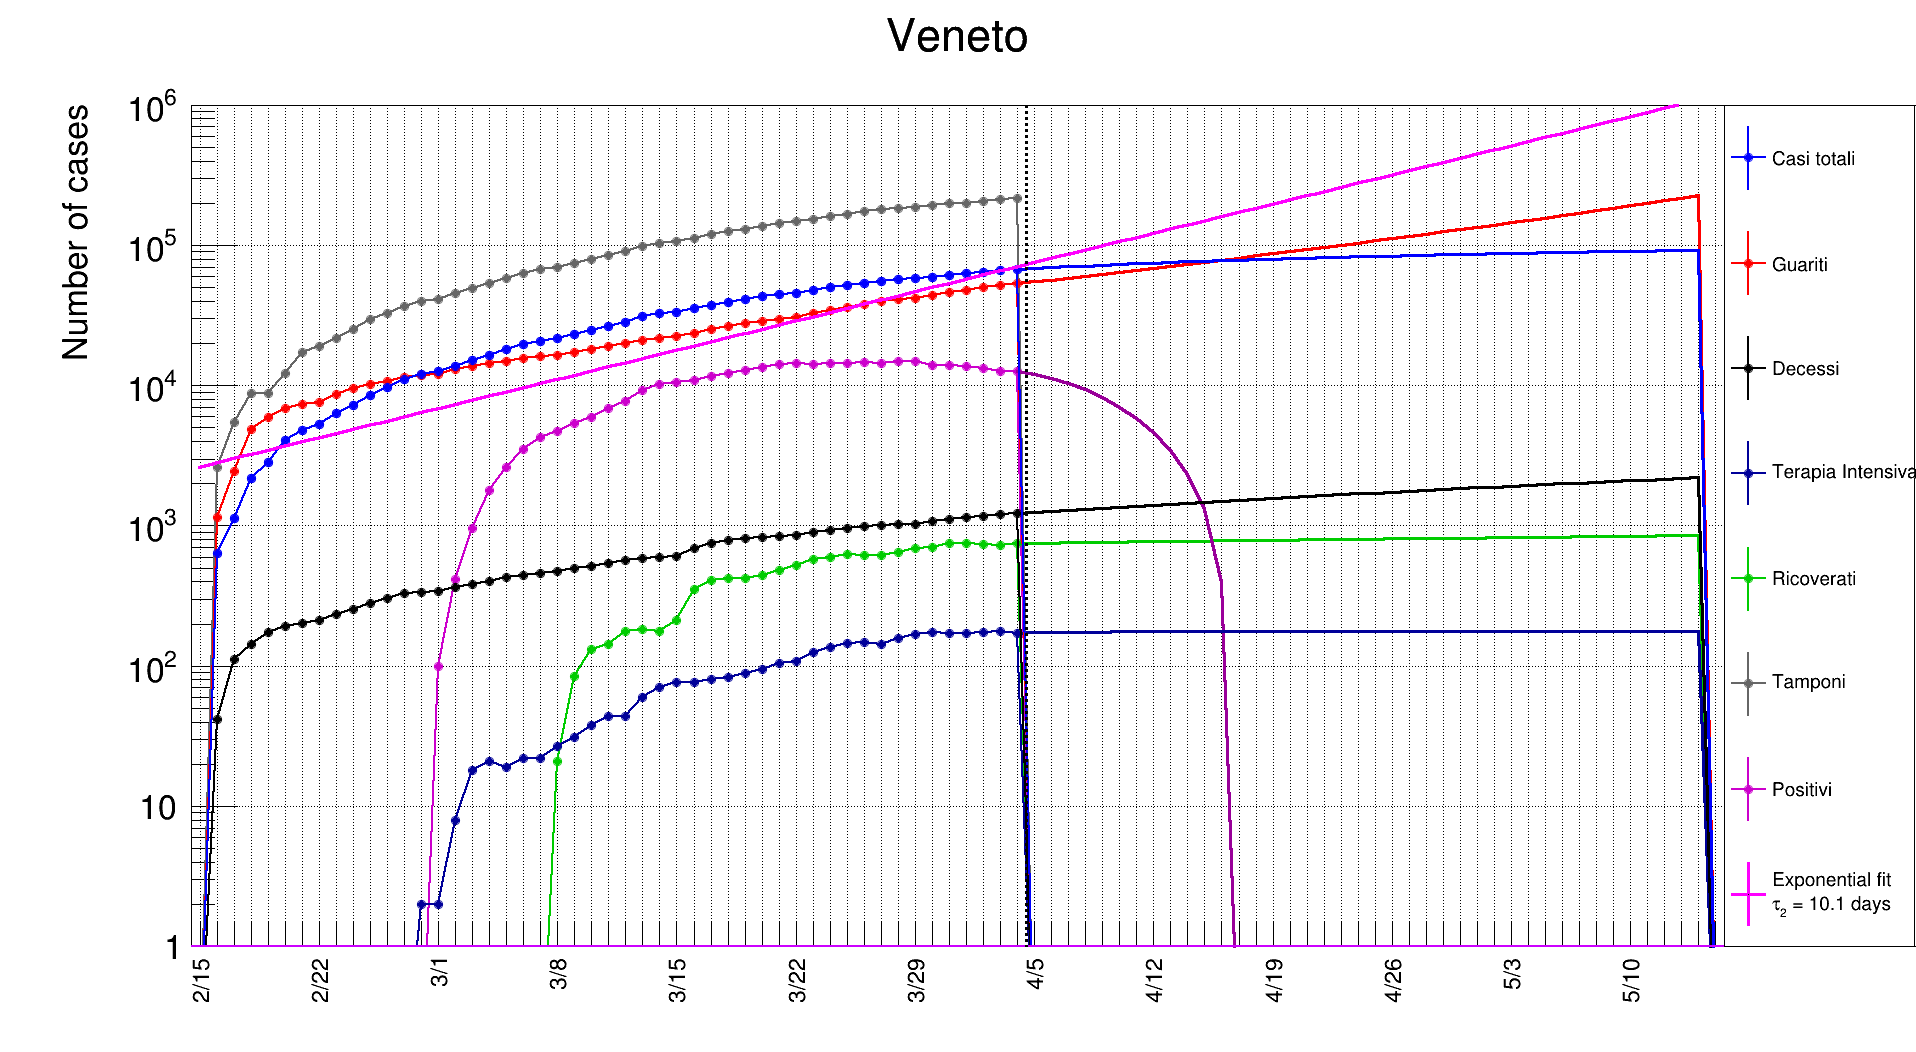 Veneto
Number of cases
10^6
10^5
10^4
10^3
10^2
10
1
2/15
2/22
3/1
3/8
3/15
3/22
3/29
4/5
4/12
4/19
4/26
5/3
5/10
Casi totali
Guariti
Decessi
Terapia Intensiva
Ricoverati
Tamponi
Positivi
Exponential fit
τ₂ = 10.1 days